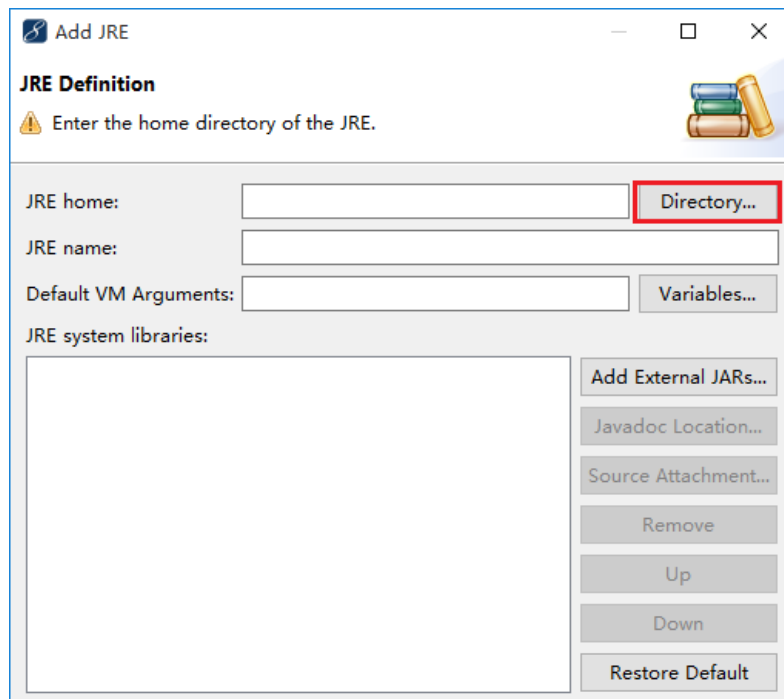 Add JRE
JRE Definition
Enter the home directory of the JRE.
JRE home:
Directory...
JRE name:
Default VM Arguments:
Variables...
JRE system libraries:
Add External JARs...
Javadoc Location...
Source Attachment...
Remove
Up
Down
Restore Default